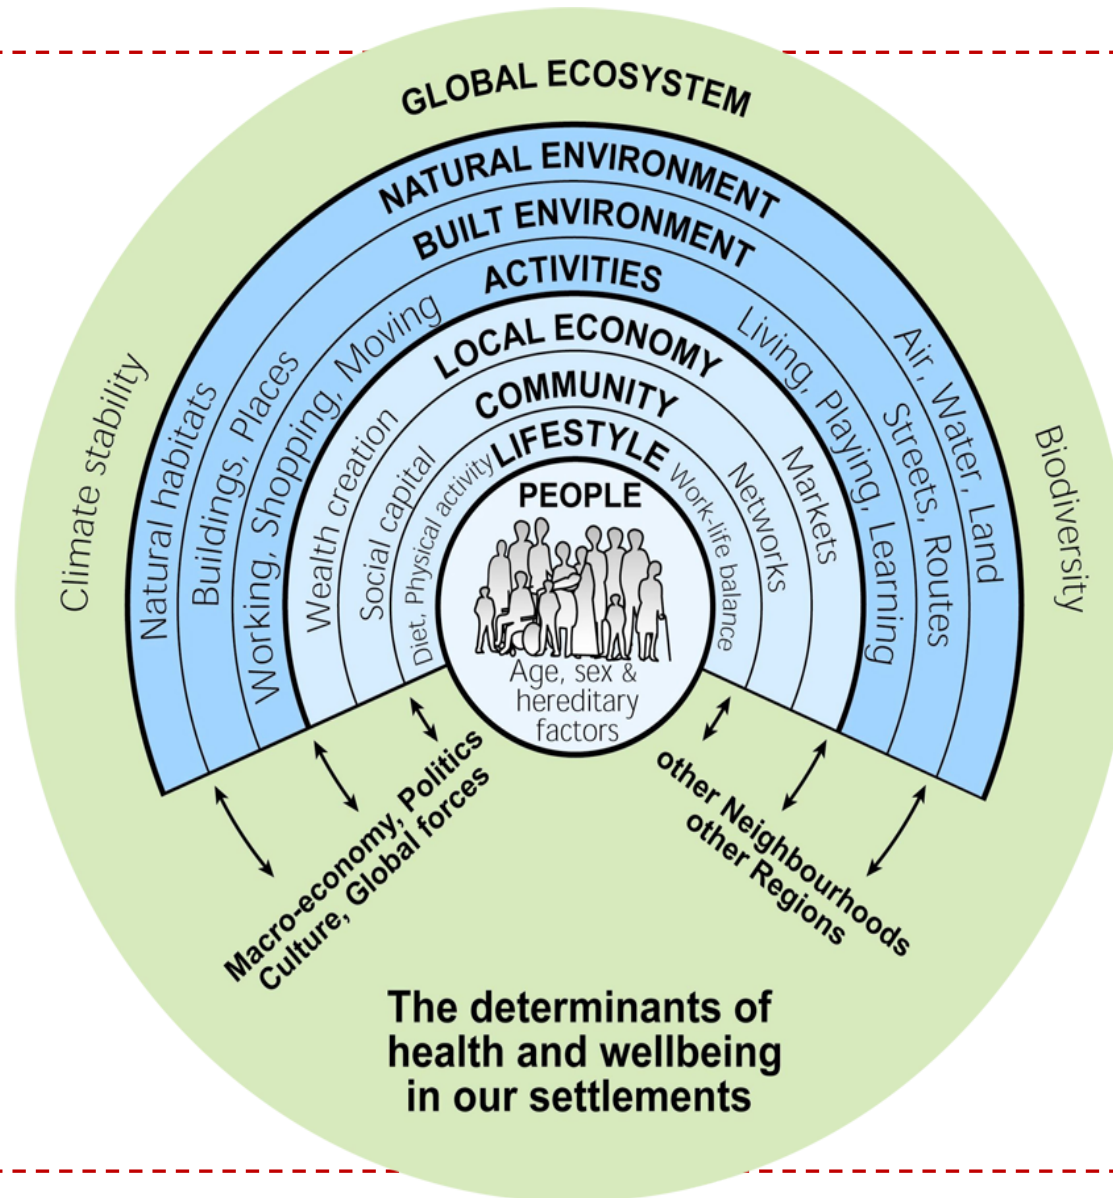 GLOBAL ECOSYSTEM
NATURAL ENVIRONMENT
BUILT ENVIRONMENT
ACTIVITIES
LOCAL ECONOMY
COMMUNITY
LIFESTYLE
PEOPLE
Age, sex &
hereditary
factors
Climate stability
Natural habitats
Buildings, Places
Working, Shopping, Moving
Wealth creation
Social capital
Diet, Physical activity
Work-life balance
Networks
Markets
Living, Playing, Learning
Streets, Routes
Air, Water, Land
Biodiversity
Macro-economy, Politics
Culture, Global forces
other Neighbourhoods
other Regions
The determinants of
health and wellbeing
in our settlements